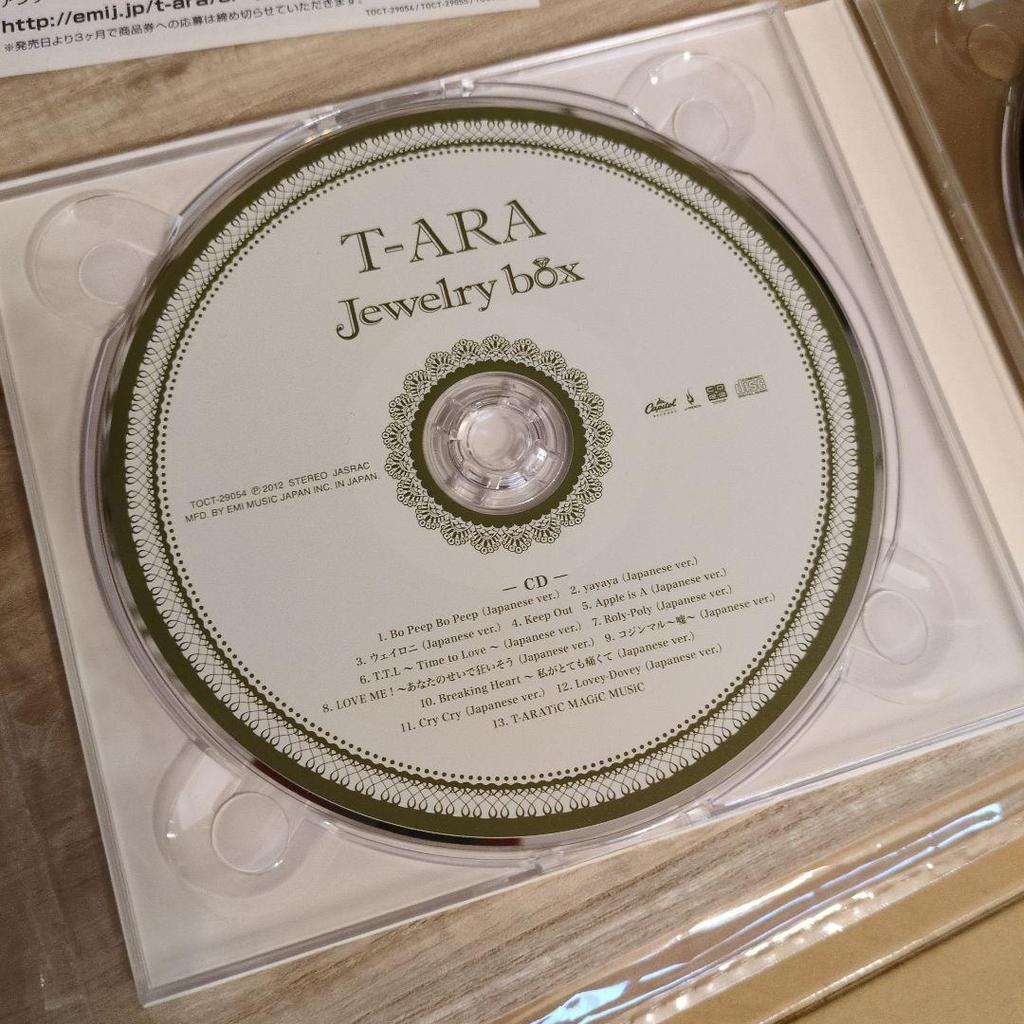 http://emij.jp/t-ara/
※発売日より3ヶ月で商品券への応募は締め切らせていただきます。
TOCT-29054 / TOCT-29055 /
T-ARA
Jewelry box
Capitol
RECORDS
TOCT-29054 ℗ 2012 STEREO JASRAC
MFD. BY EMI MUSIC JAPAN INC. IN JAPAN.
— CD —
1. Bo Peep Bo Peep (Japanese ver.) 2. yayaya (Japanese ver.)
3. ウェイロニ (Japanese ver.) 4. Keep Out 5. Apple is A (Japanese ver.)
6. T.T.L ~ Time to Love ~ (Japanese ver.) 7. Roly-Poly (Japanese ver.)
8. LOVE ME! ~あなたのせいで狂いそう (Japanese ver.) 9. コジンマル~嘘~ (Japanese ver.)
10. Breaking Heart ~ 私がとても痛くて (Japanese ver.)
11. Cry Cry (Japanese ver.) 12. Lovey-Dovey (Japanese ver.)
13. T-ARATiC MAGiC MUSiC